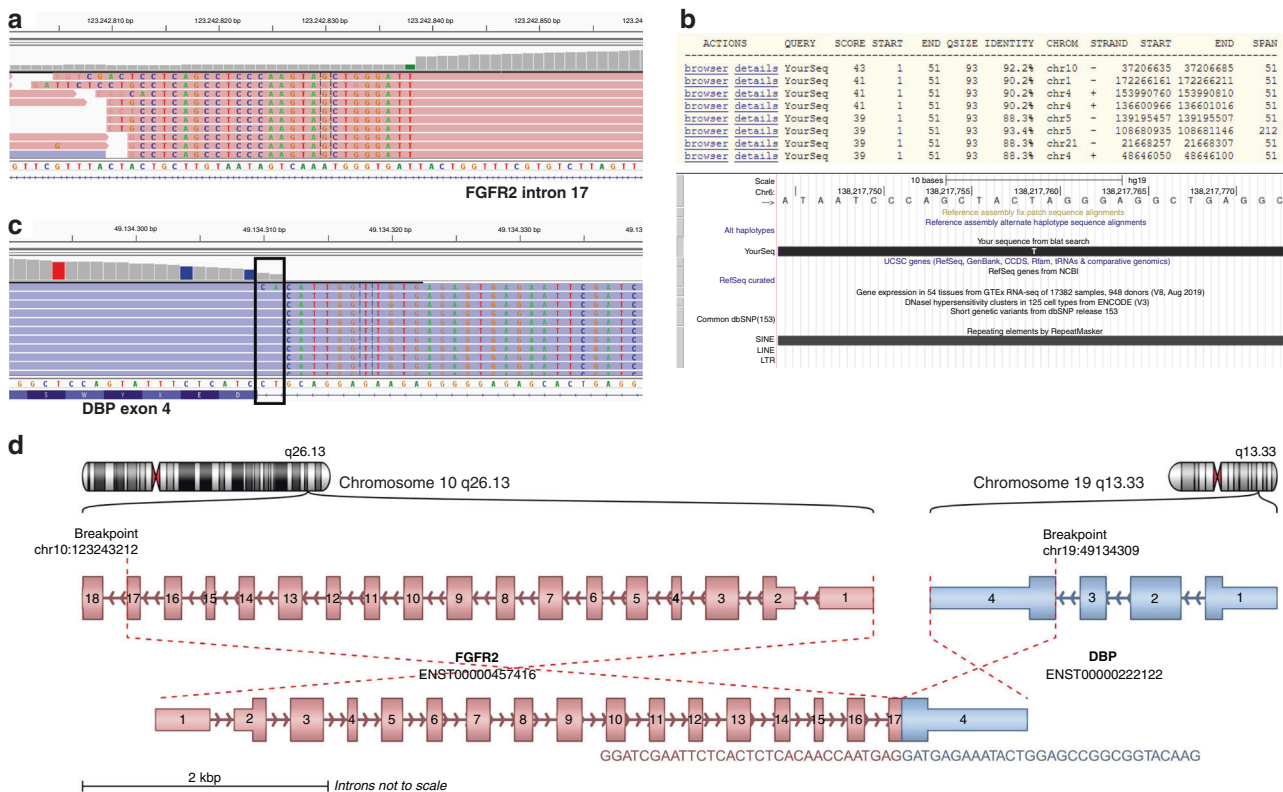 a
123.242.810 bp 123.242.820 bp 123.242.830 bp 123.242.840 bp 123.242.850 bp
GTTCGTTTACTACTGCTTGTAATAGTCAAATGGGTGATTACTGGTTTCGTGTCTTAGTT
FGFR2 intron 17
b
ACTIONS QUERY SCORE START END QSIZE IDENTITY CHROM STRAND START END SPAN
browser details YourSeq 43 1 51 93 92.2% chr10 - 37206635 37206685 51
browser details YourSeq 41 1 51 93 90.2% chr1 - 172266161 172266211 51
browser details YourSeq 41 1 51 93 90.2% chr4 + 153990760 153990810 51
browser details YourSeq 41 1 51 93 90.2% chr4 + 136600966 136601016 51
browser details YourSeq 39 1 51 93 88.3% chr5 - 139195457 139195507 51
browser details YourSeq 39 1 51 93 93.4% chr5 - 108680935 108681146 212
browser details YourSeq 39 1 51 93 88.3% chr21 - 21668257 21668307 51
browser details YourSeq 39 1 51 93 88.3% chr4 + 48646050 48646100 51
Scale 10 bases hg19
Chr6: 138,217,750 138,217,755 138,217,760 138,217,765 138,217,770
---> A T A A T C C C A G C T A C T A G G G A G G C T G A G G C
Reference assembly fix patch sequence alignments
Alt haplotypes Reference assembly alternate haplotype sequence alignments
Your sequence from blat search
YourSeq T
UCSC genes (RefSeq, GenBank, CCDS, Rfam, tRNAs & comparative genomics)
RefSeq curated RefSeq genes from NCBI
Gene expression in 54 tissues from GTEx RNA-seq of 17382 samples, 948 donors (V8, Aug 2019)
DNaseI hypersensitivity clusters in 125 cell types from ENCODE (V3)
Common dbSNP(153) Short genetic variants from dbSNP release 153
Repeating elements by RepeatMasker
SINE
LINE
LTR
c
49.134.300 bp 49.134.310 bp 49.134.320 bp 49.134.330 bp 49.134.340 bp
CACATTGGTTGTGAGAGTGAGAATTCGATC
GGCTCCAGTATTTCTCATCCTGCAGGAGAAGAGGGGGAGAGCACTGAGG
S W Y K E D
DBP exon 4
d
q26.13
Chromosome 10 q26.13
q13.33
Chromosome 19 q13.33
Breakpoint
chr10:123243212
Breakpoint
chr19:49134309
18 17 16 15 14 13 12 11 10 9 8 7 6 5 4 3 2 1
4 3 2 1
FGFR2
ENST00000457416
DBP
ENST00000222122
1 2 3 4 5 6 7 8 9 10 11 12 13 14 15 16 17 4
GGATCGAATTCTCACTCTCACAACCAATGAGGATGAGAAATACTGGAGCCGGCGGTACAAG
2 kbp
Introns not to scale